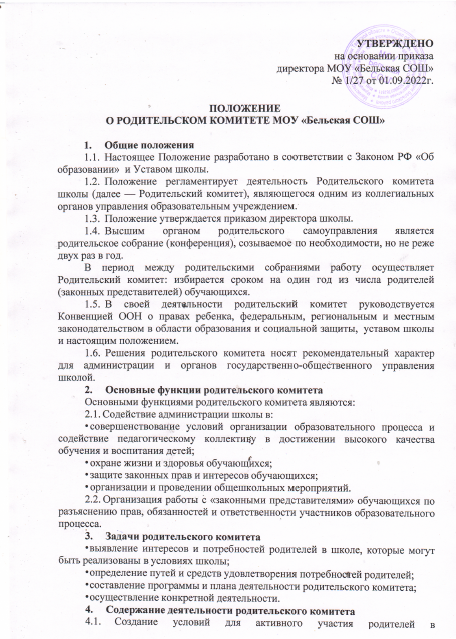 УТВЕРЖДЕНО
на основании приказа
директора МОУ «Бельская СОШ»
№ 1/27 от 01.09.2022г.
ПОЛОЖЕНИЕ
О РОДИТЕЛЬСКОМ КОМИТЕТЕ МОУ «Бельская СОШ»
1. Общие положения
1.1. Настоящее Положение разработано в соответствии с Законом РФ «Об
образовании» и Уставом школы.
1.2. Положение регламентирует деятельность Родительского комитета
школы (далее — Родительский комитет), являющегося одним из коллегиальных
органов управления образовательным учреждением.
1.3. Положение утверждается приказом директора школы.
1.4. Высшим органом родительского самоуправления является
родительское собрание (конференция), созываемое по необходимости, но не реже
двух раз в год.
В период между родительскими собраниями работу осуществляет
Родительский комитет: избирается сроком на один год из числа родителей
(законных представителей) обучающихся.
1.5. В своей деятельности родительский комитет руководствуется
Конвенцией ООН о правах ребенка, федеральным, региональным и местным
законодательством в области образования и социальной защиты, уставом школы
и настоящим положением.
1.6. Решения родительского комитета носят рекомендательный характер
для администрации и органов государственно-общественного управления
школой.
2. Основные функции родительского комитета
Основными функциями родительского комитета являются:
2.1. Содействие администрации школы в:
•совершенствование условий организации образовательного процесса и
содействие педагогическому коллективу в достижении высокого качества
обучения и воспитания детей;
•охране жизни и здоровья обучающихся;
•защите законных прав и интересов обучающихся;
•организации и проведении общешкольных мероприятий.
2.2. Организация работы с «законными представителями» обучающихся по
разъяснению прав, обязанностей и ответственности участников образовательного
процесса.
3. Задачи родительского комитета
•выявление интересов и потребностей родителей в школе, которые могут
быть реализованы в условиях школы;
•определение путей и средств удовлетворения потребностей родителей;
•составление программы и плана деятельности родительского комитета;
•осуществление конкретной деятельности.
4. Содержание деятельности родительского комитета
4.1. Создание условий для активного участия родителей в